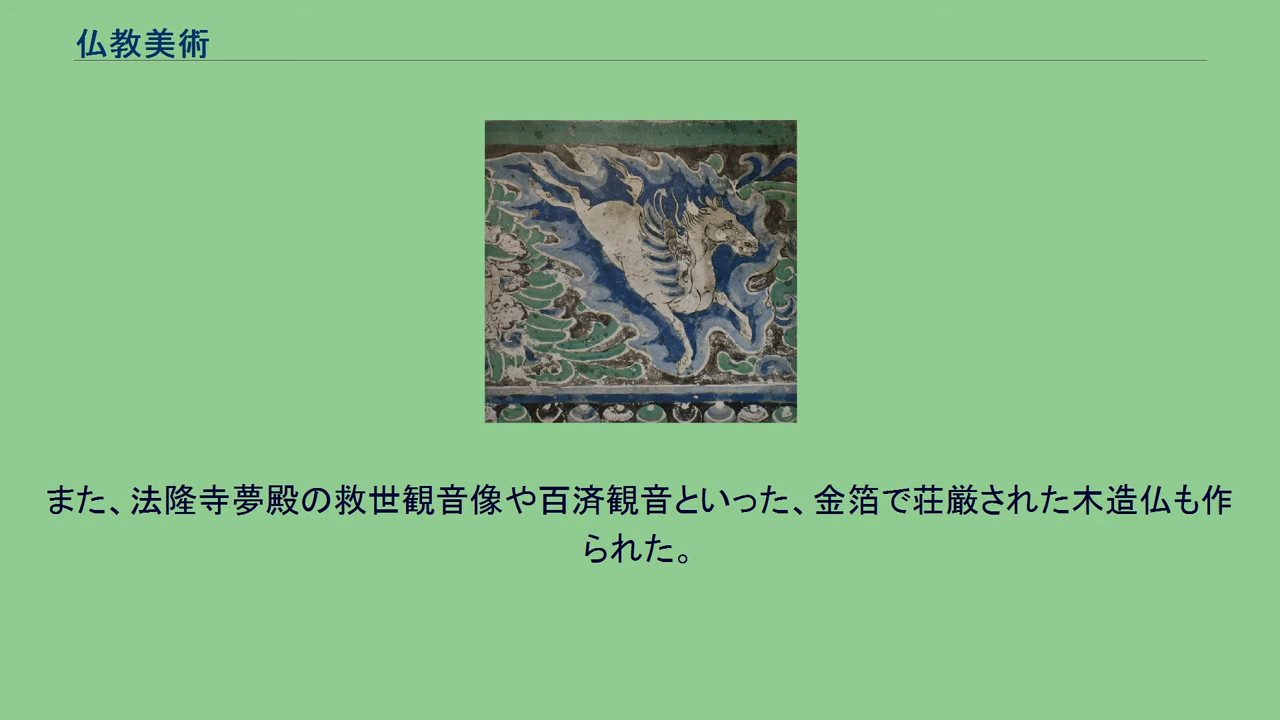 仏教美術
また、法隆寺夢殿の救世観音像や百済観音といった、金箔で荘厳された木造仏も作
られた。